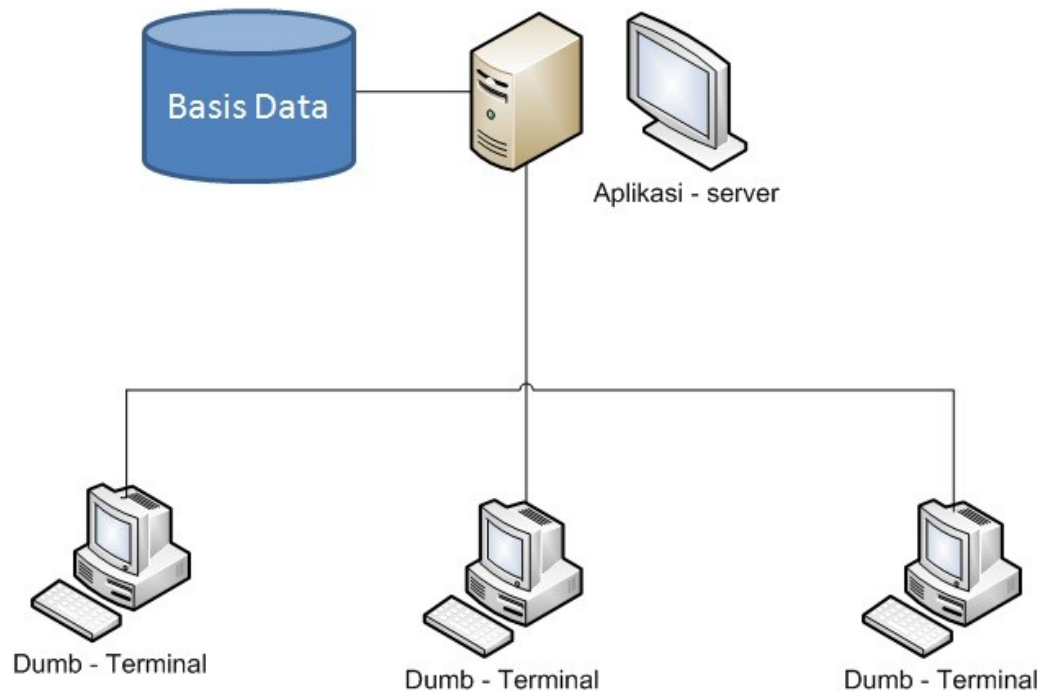 Basis Data
Aplikasi - server
Dumb - Terminal
Dumb - Terminal
Dumb - Terminal